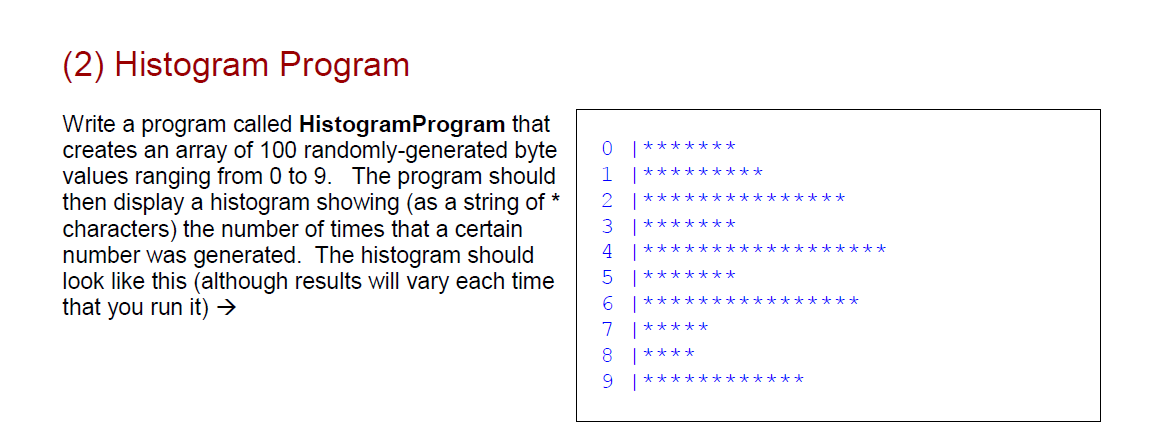 (2) Histogram Program
Write a program called HistogramProgram that
creates an array of 100 randomly-generated byte
values ranging from 0 to 9. The program should
then display a histogram showing (as a string of *
characters) the number of times that a certain
number was generated. The histogram should
look like this (although results will vary each time
that you run it) →
0 |*******
1 |*********
2 |***************
3 |*******
4 |******************
5 |*******
6 |****************
7 |*****
8 |****
9 |************